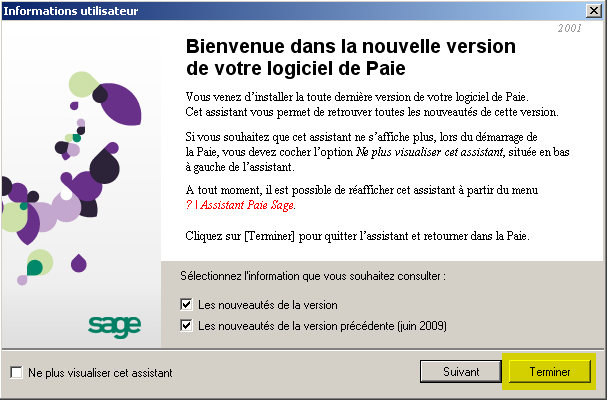 Informations utilisateur
2001
Bienvenue dans la nouvelle version
de votre logiciel de Paie
Vous venez d'installer la toute dernière version de votre logiciel de Paie.
Cet assistant vous permet de retrouver toutes les nouveautés de cette version.
Si vous souhaitez que cet assistant ne s'affiche plus, lors du démarrage de
la Paie, vous devez cocher l'option Ne plus visualiser cet assistant, située en bas
à gauche de l'assistant.
A tout moment, il est possible de réafficher cet assistant à partir du menu
? | Assistant Paie Sage.
Cliquez sur [Terminer] pour quitter l'assistant et retourner dans la Paie.
sage
Sélectionnez l'information que vous souhaitez consulter :
Les nouveautés de la version
Les nouveautés de la version précédente (juin 2009)
Ne plus visualiser cet assistant
Suivant
Terminer